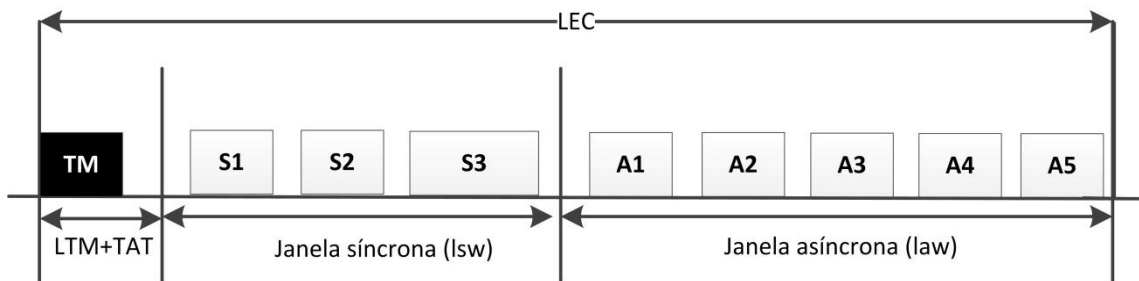 LEC
TM S1 S2 S3 A1 A2 A3 A4 A5
LTM+TAT Janela síncrona (lsw) Janela asíncrona (law)